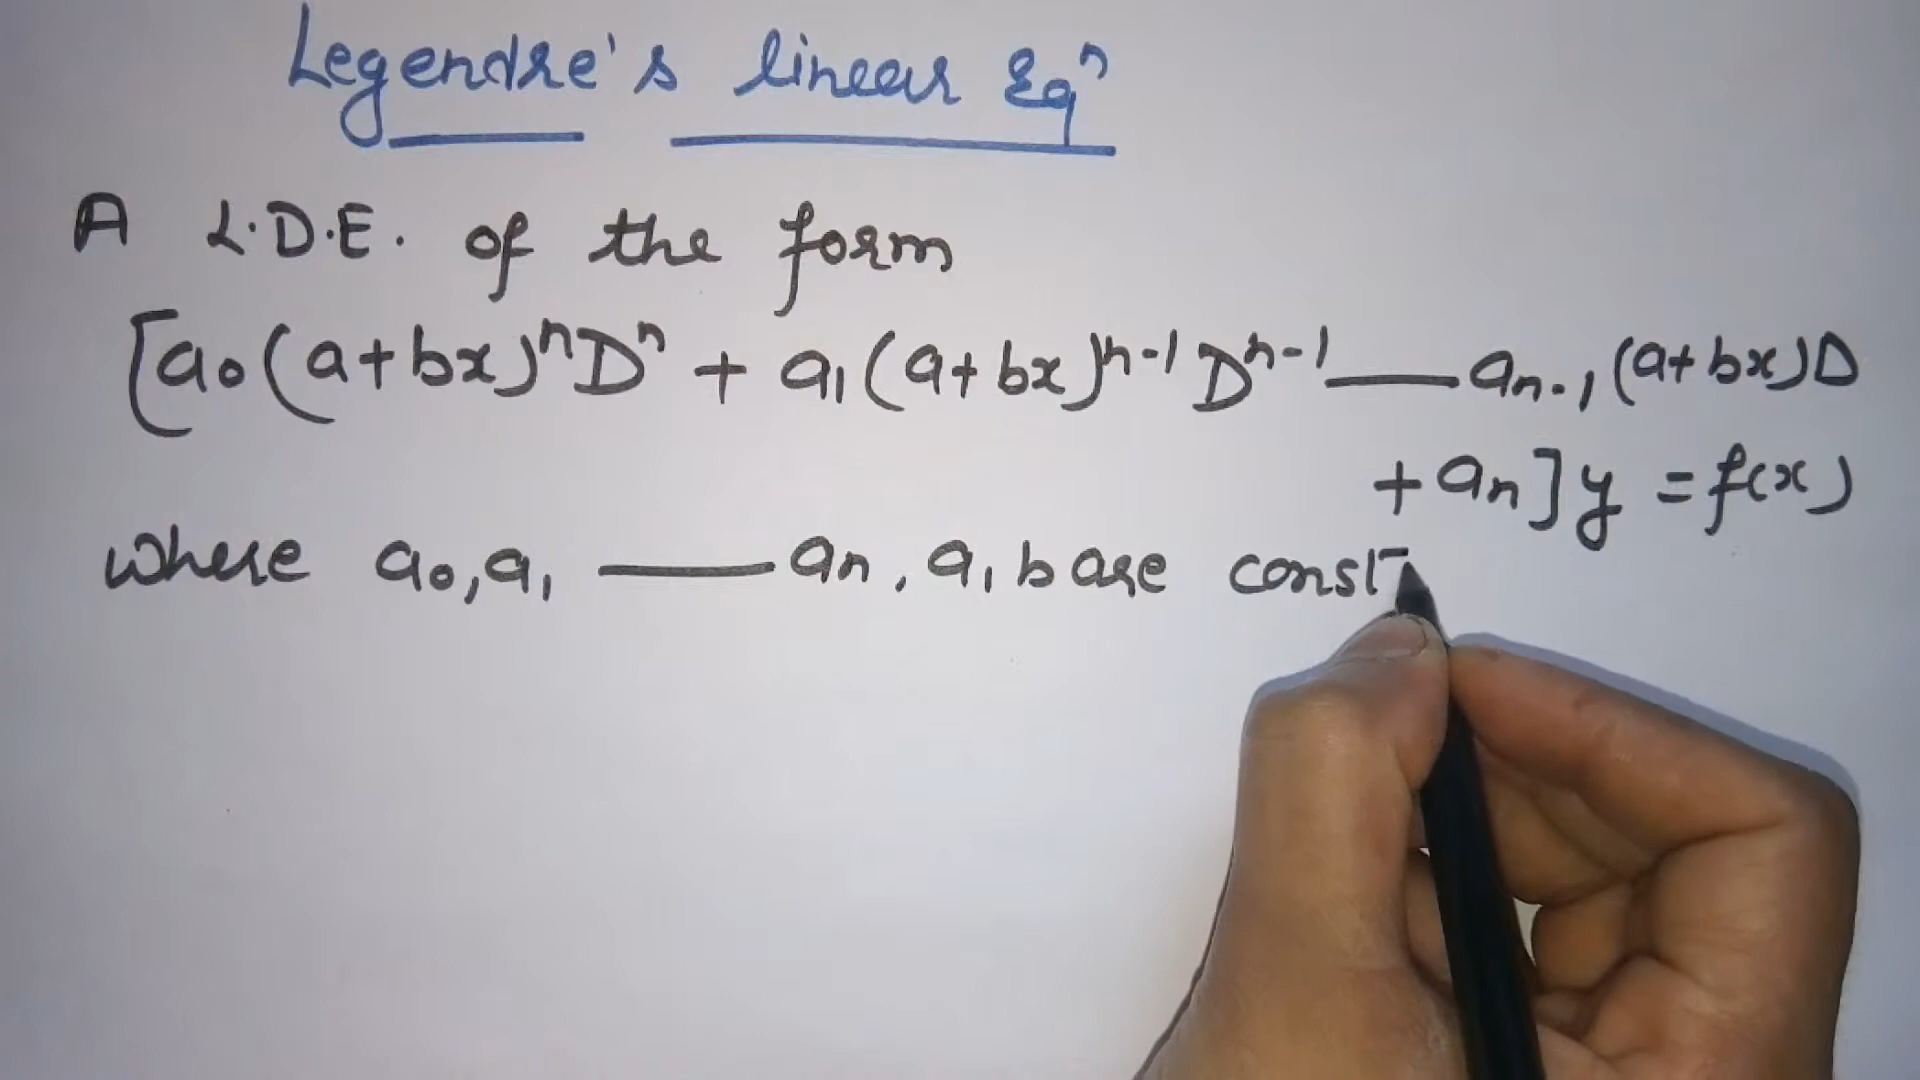 Legendre's linear Eqⁿ
A L.D.E. of the form
[a₀(a+bx)ⁿDⁿ + a₁(a+bx)ⁿ⁻¹Dⁿ⁻¹ — aₙ₋₁(a+bx)D
+ aₙ]y = f(x)
where a₀,a₁ — aₙ, a, b are const